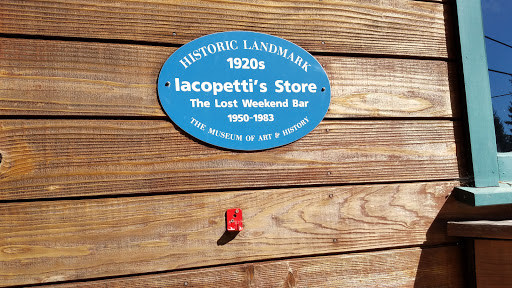 HISTORIC LANDMARK
1920s
Iacopetti's Store
The Lost Weekend Bar
1950-1983
THE MUSEUM OF ART & HISTORY